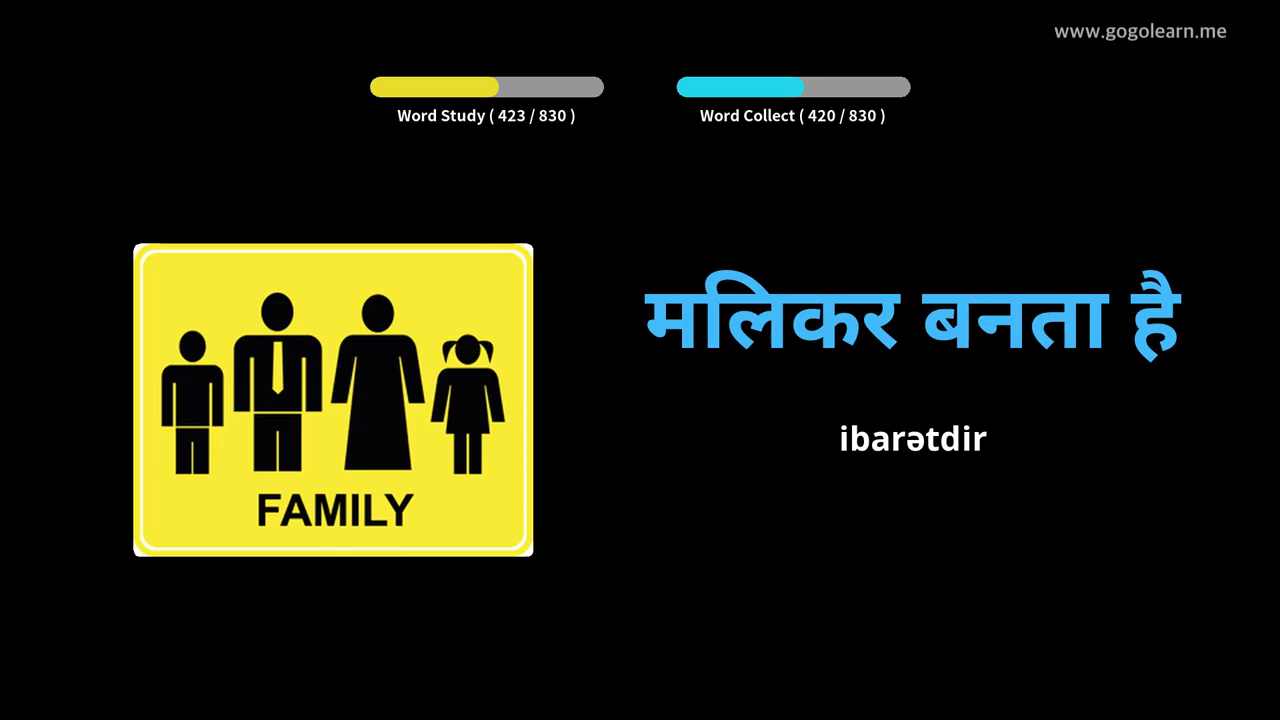 www.gogolearn.me
Word Study ( 423 / 830 )
Word Collect ( 420 / 830 )
मलिकर बनता है
ibarətdir
FAMILY